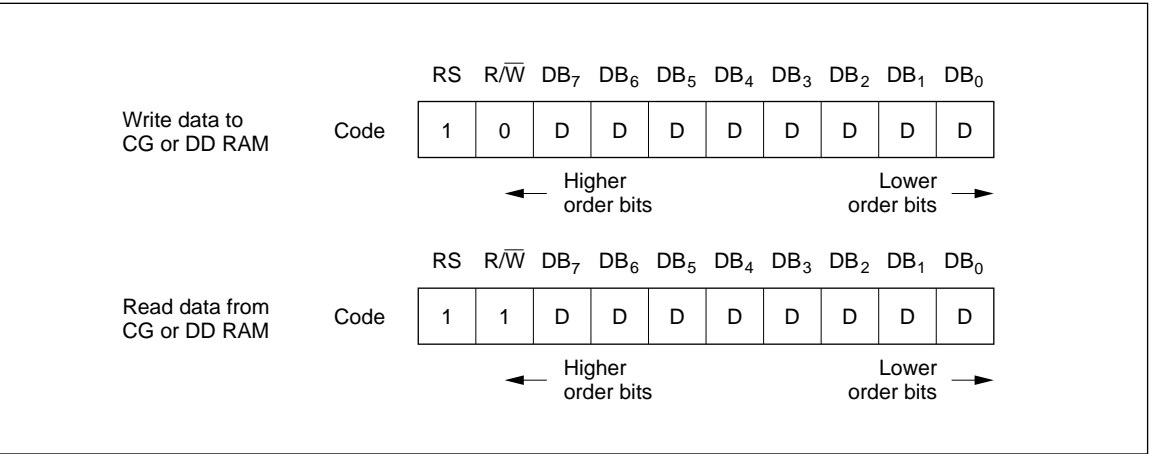 RS R/W̅ DB₇ DB₆ DB₅ DB₄ DB₃ DB₂ DB₁ DB₀
Write data to
CG or DD RAM
Code 1 0 D D D D D D D D
Higher
order bits
Lower
order bits
RS R/W̅ DB₇ DB₆ DB₅ DB₄ DB₃ DB₂ DB₁ DB₀
Read data from
CG or DD RAM
Code 1 1 D D D D D D D D
Higher
order bits
Lower
order bits